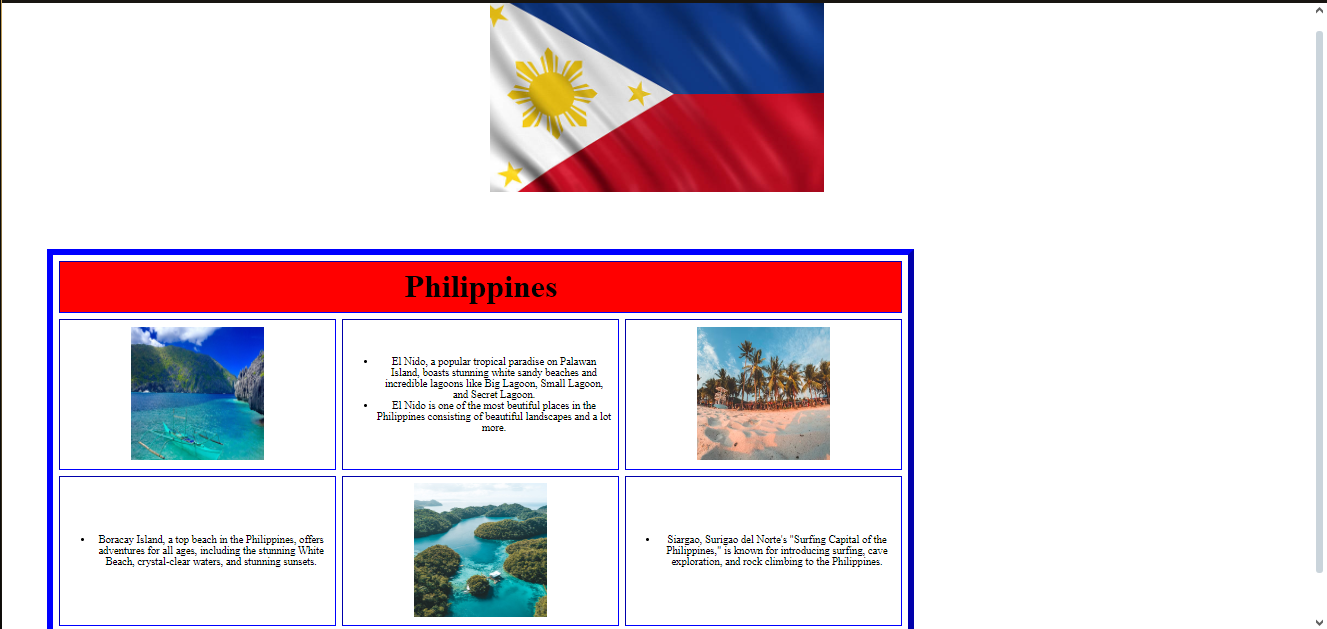 Philippines
• El Nido, a popular tropical paradise on Palawan
Island, boasts stunning white sandy beaches and
incredible lagoons like Big Lagoon, Small Lagoon,
and Secret Lagoon.
• El Nido is one of the most beutiful places in the
Philippines consisting of beautiful landscapes and a lot
more.
• Boracay Island, a top beach in the Philippines, offers
adventures for all ages, including the stunning White
Beach, crystal-clear waters, and stunning sunsets.
• Siargao, Surigao del Norte's "Surfing Capital of the
Philippines," is known for introducing surfing, cave
exploration, and rock climbing to the Philippines.